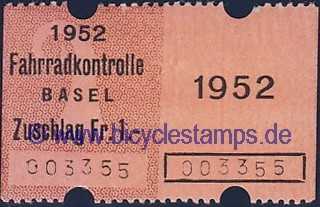 1952
Fahrradkontrolle
BASEL
Zuschlag Fr. 1.-
003355
1952
003355
© www.bicyclestamps.de